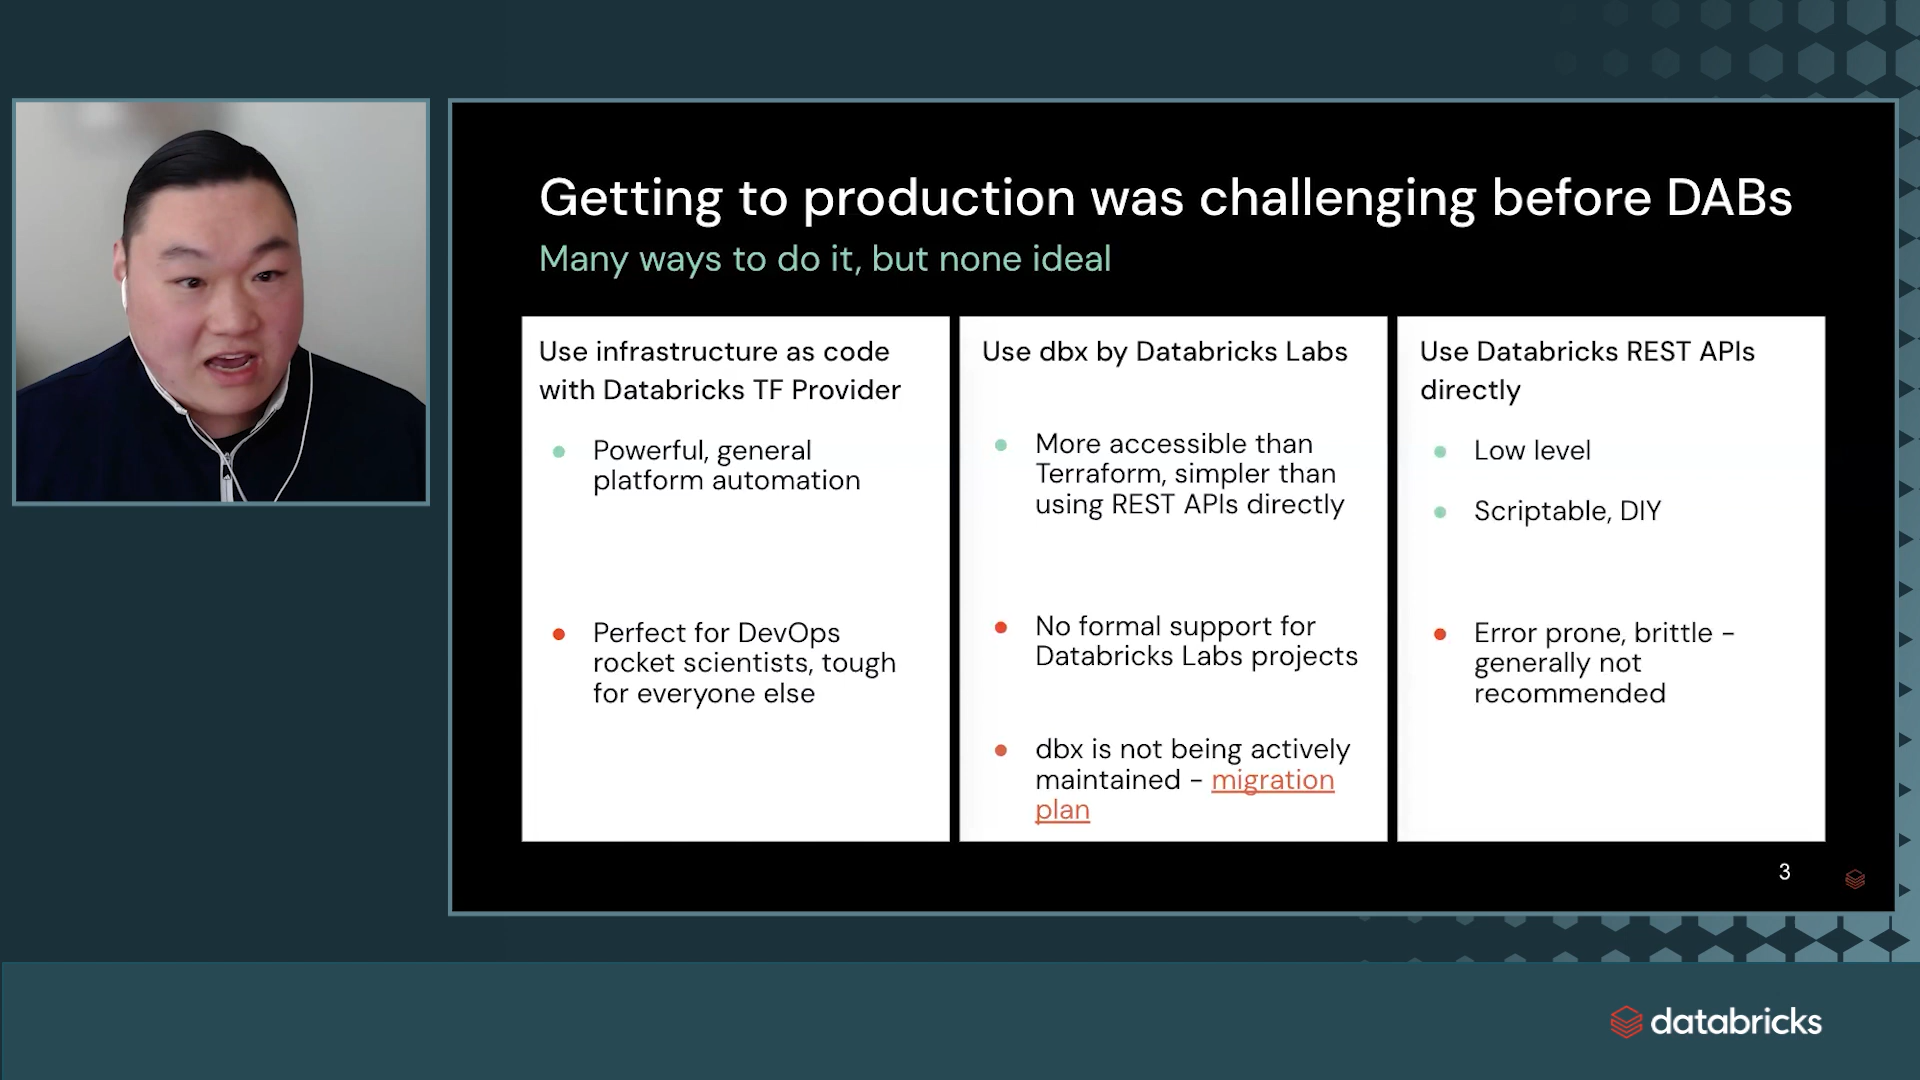 Getting to production was challenging before DABs
Many ways to do it, but none ideal
Use infrastructure as code
with Databricks TF Provider
Powerful, general
platform automation
Perfect for DevOps
rocket scientists, tough
for everyone else
Use dbx by Databricks Labs
More accessible than
Terraform, simpler than
using REST APIs directly
No formal support for
Databricks Labs projects
dbx is not being actively
maintained - migration
plan
Use Databricks REST APIs
directly
Low level
Scriptable, DIY
Error prone, brittle -
generally not
recommended
3
databricks